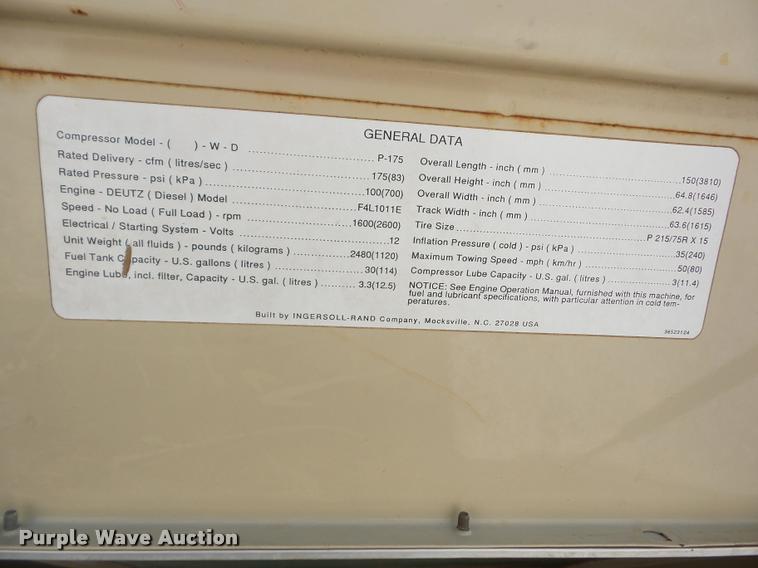 GENERAL DATA
Compressor Model - (      ) - W - D ........ P-175
Rated Delivery - cfm ( litres/sec ) ........ 175(83)
Rated Pressure - psi ( kPa ) ........ 100(700)
Engine - DEUTZ ( Diesel ) Model ........ F4L1011E
Speed - No Load ( Full Load ) - rpm ........ 1600(2600)
Electrical / Starting System - Volts ........ 12
Unit Weight ( all fluids ) - pounds ( kilograms ) ........ 2480(1120)
Fuel Tank Capacity - U.S. gallons ( litres ) ........ 30(114)
Engine Lube, incl. filter, Capacity - U.S. gal. ( litres ) ........ 3.3(12.5)
Overall Length - inch ( mm ) ........ 150(3810)
Overall Height - inch ( mm ) ........ 64.8(1646)
Overall Width - inch ( mm ) ........ 62.4(1585)
Track Width - inch ( mm ) ........ 63.6(1615)
Tire Size ........ P 215/75R X 15
Inflation Pressure ( cold ) - psi ( kPa ) ........ 35(240)
Maximum Towing Speed - mph ( km/hr ) ........ 50(80)
Compressor Lube Capacity - U.S. gal. ( litres ) ........ 3(11.4)
NOTICE: See Engine Operation Manual, furnished with this machine, for
fuel and lubricant specifications, with particular attention in cold tem-
peratures.
Built by INGERSOLL-RAND Company, Mocksville, N.C. 27028 USA
36523124
Purple Wave Auction